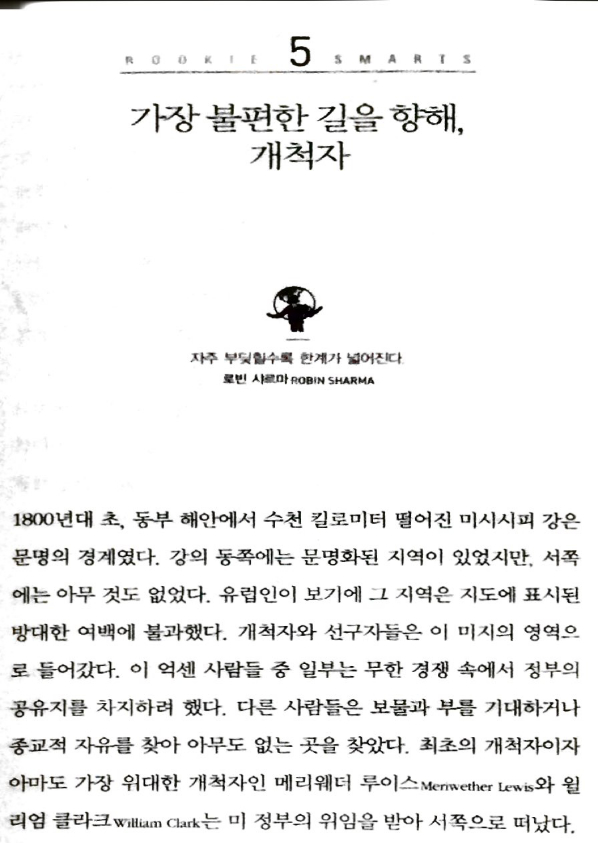 ROOKIE 5 SMARTS
가장 불편한 길을 향해,
개척자
자주 부딪힐수록 한계가 넓어진다.
로빈 샤르마 ROBIN SHARMA
1800년대 초, 동부 해안에서 수천 킬로미터 떨어진 미시시피 강은
문명의 경계였다. 강의 동쪽에는 문명화된 지역이 있었지만, 서쪽
에는 아무 것도 없었다. 유럽인이 보기에 그 지역은 지도에 표시된
방대한 여백에 불과했다. 개척자와 선구자들은 이 미지의 영역으
로 들어갔다. 이 억센 사람들 중 일부는 무한 경쟁 속에서 정부의
공유지를 차지하려 했다. 다른 사람들은 보물과 부를 기대하거나
종교적 자유를 찾아 아무도 없는 곳을 찾았다. 최초의 개척자이자
아마도 가장 위대한 개척자인 메리웨더 루이스Meriwether Lewis와 윌
리엄 클라크William Clark는 미 정부의 위임을 받아 서쪽으로 떠났다.